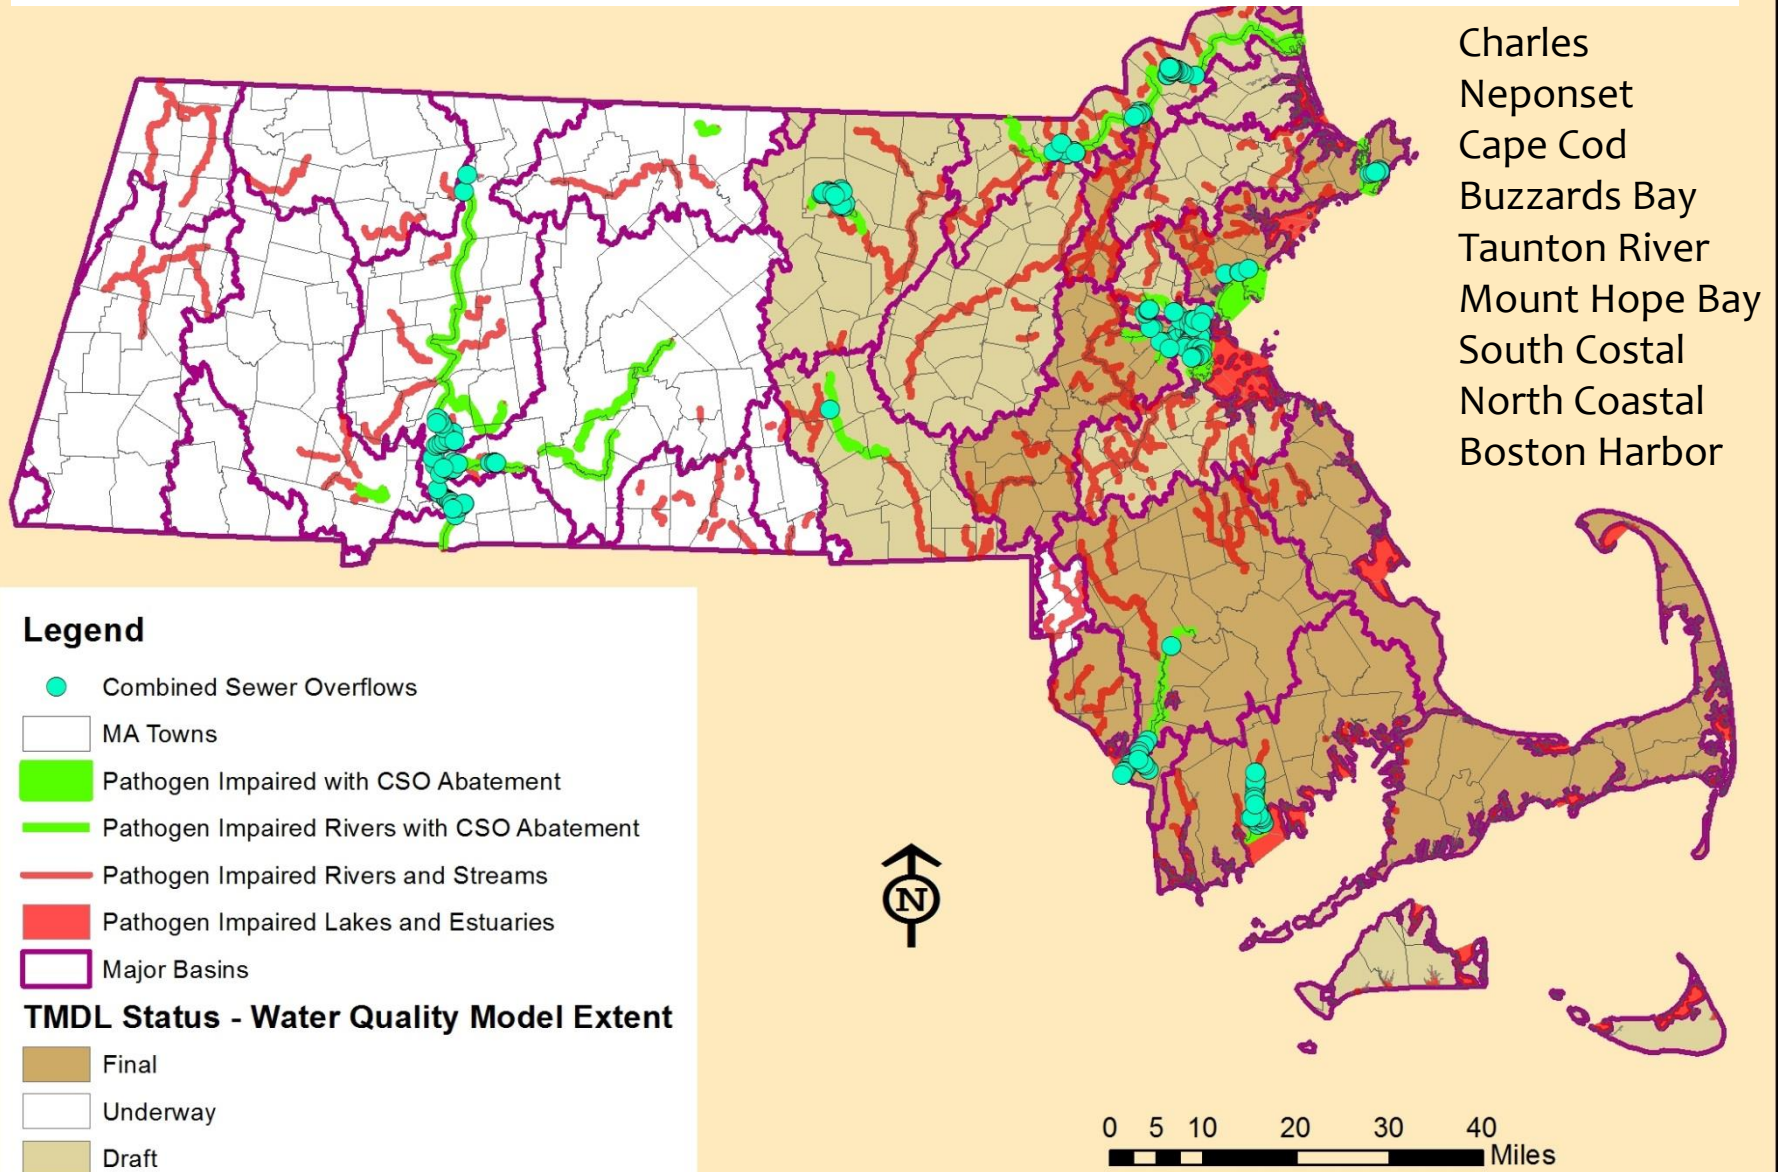 Charles
Neponset
Cape Cod
Buzzards Bay
Taunton River
Mount Hope Bay
South Costal
North Coastal
Boston Harbor
Legend
Combined Sewer Overflows
MA Towns
Pathogen Impaired with CSO Abatement
Pathogen Impaired Rivers with CSO Abatement
Pathogen Impaired Rivers and Streams
Pathogen Impaired Lakes and Estuaries
Major Basins
TMDL Status - Water Quality Model Extent
Final
Underway
Draft
N
0 5 10 20 30 40
Miles